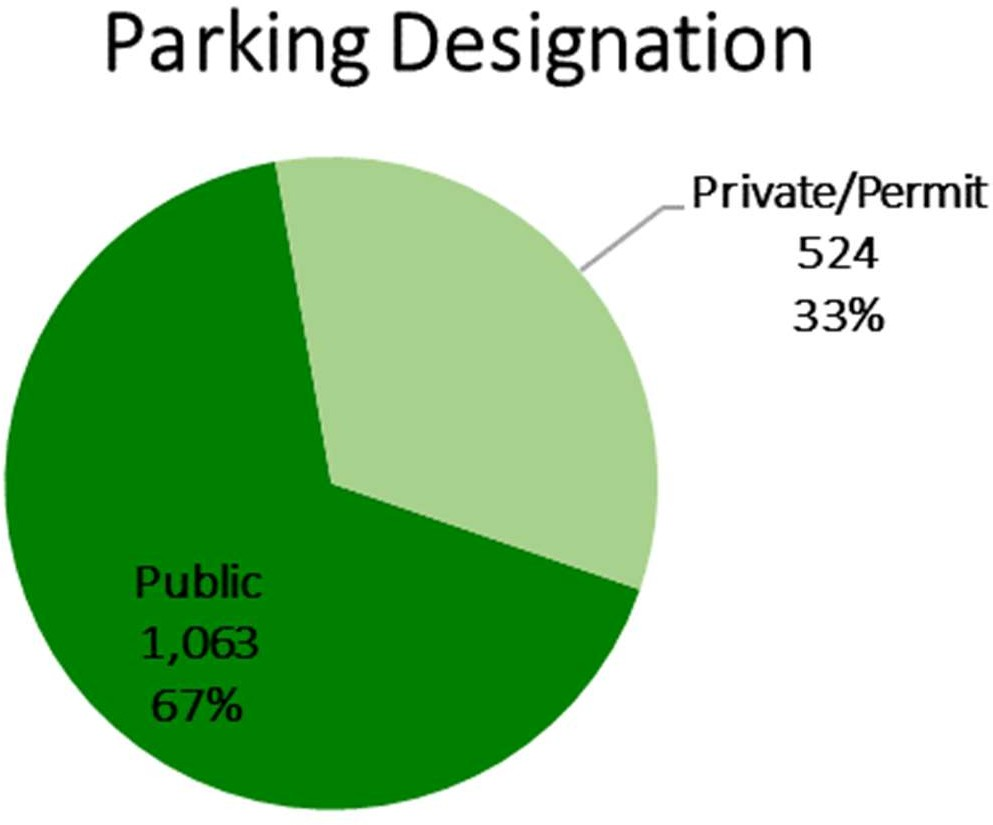 Parking Designation
Private/Permit
524
33%
Public
1,063
67%